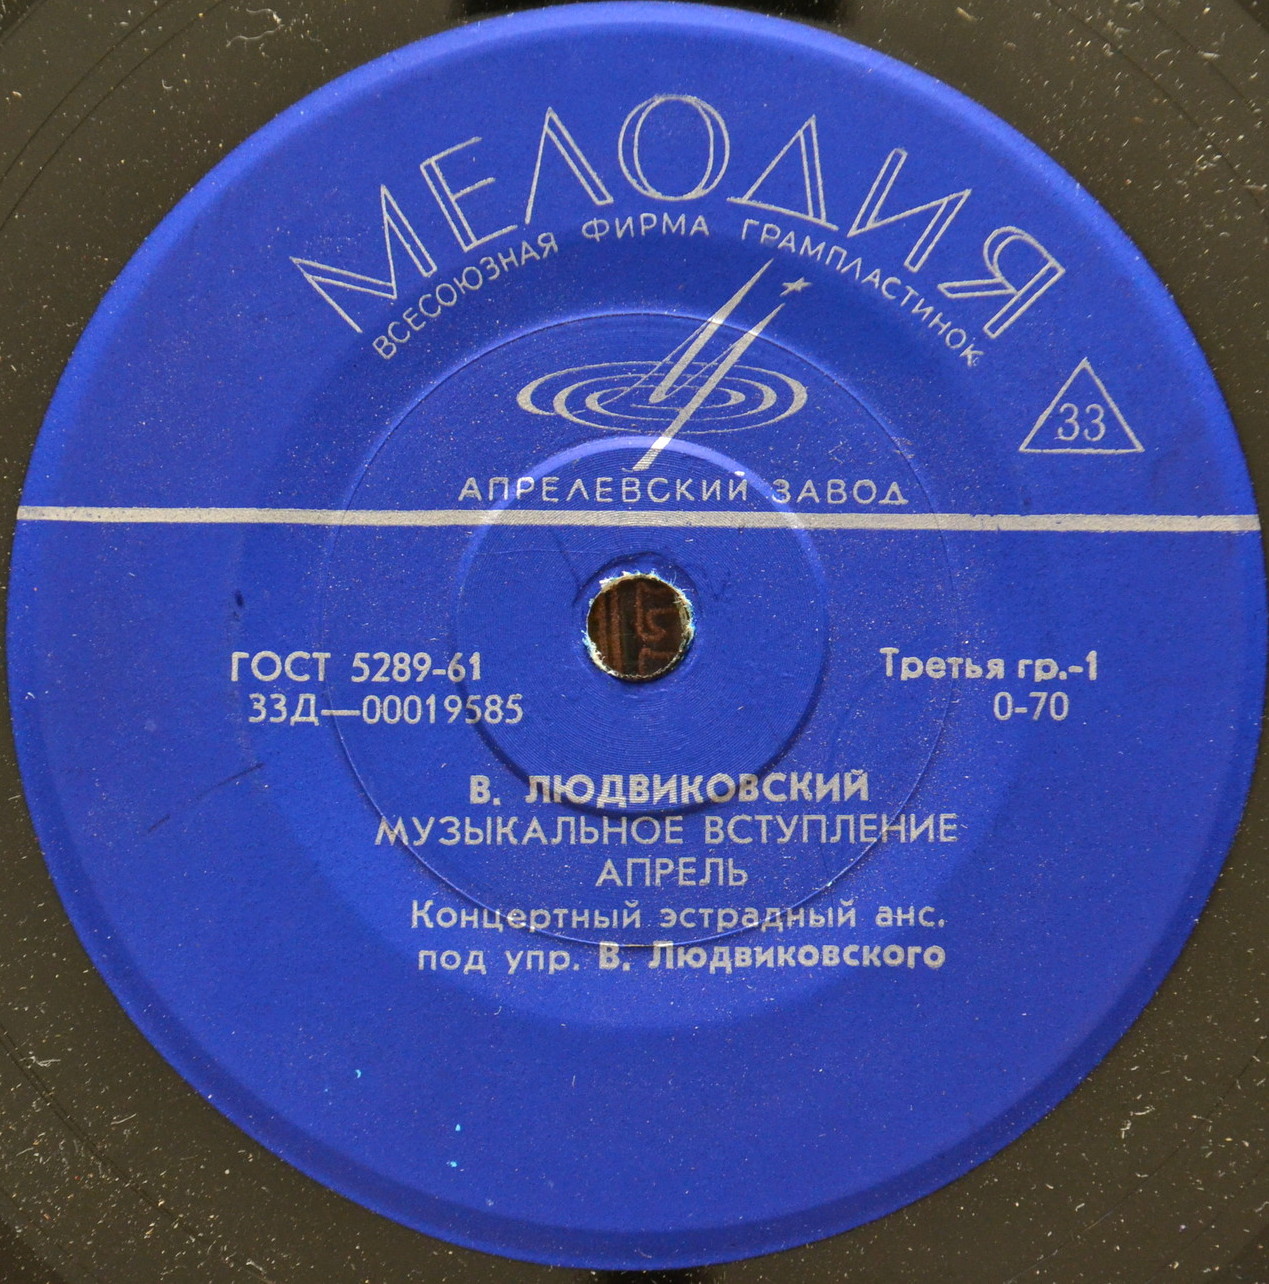 МЕЛОДИЯ
ВСЕСОЮЗНАЯ ФИРМА ГРАМПЛАСТИНОК
33
АПРЕЛЕВСКИЙ ЗАВОД
ГОСТ 5289-61
33Д—00019585
Третья гр.-1
0-70
В. ЛЮДВИКОВСКИЙ
МУЗЫКАЛЬНОЕ ВСТУПЛЕНИЕ
АПРЕЛЬ
Концертный эстрадный анс.
под упр. В. Людвиковского